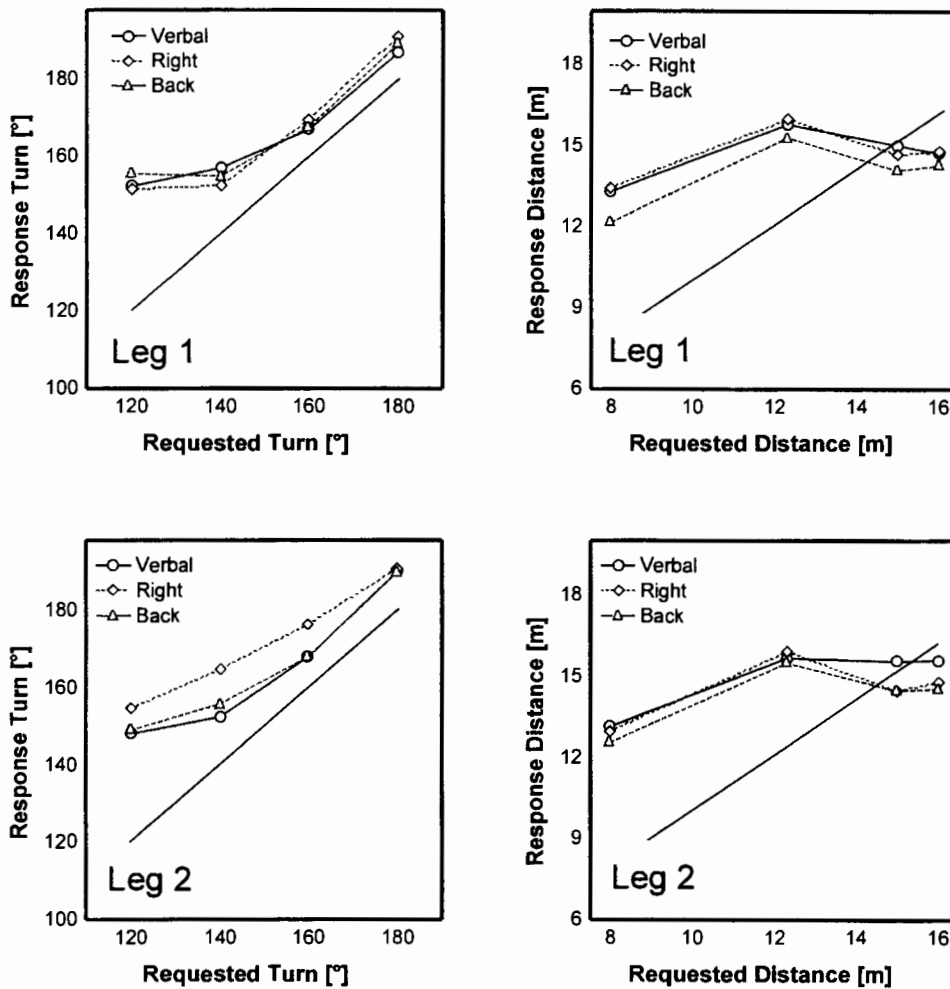 Verbal
Right
Back
180
160
140
120
100
Response Turn [°]
Leg 1
120 140 160 180
Requested Turn [°]
Verbal
Right
Back
18
15
12
9
6
Response Distance [m]
Leg 1
8 10 12 14 16
Requested Distance [m]
Verbal
Right
Back
180
160
140
120
100
Response Turn [°]
Leg 2
120 140 160 180
Requested Turn [°]
Verbal
Right
Back
18
15
12
9
6
Response Distance [m]
Leg 2
8 10 12 14 16
Requested Distance [m]